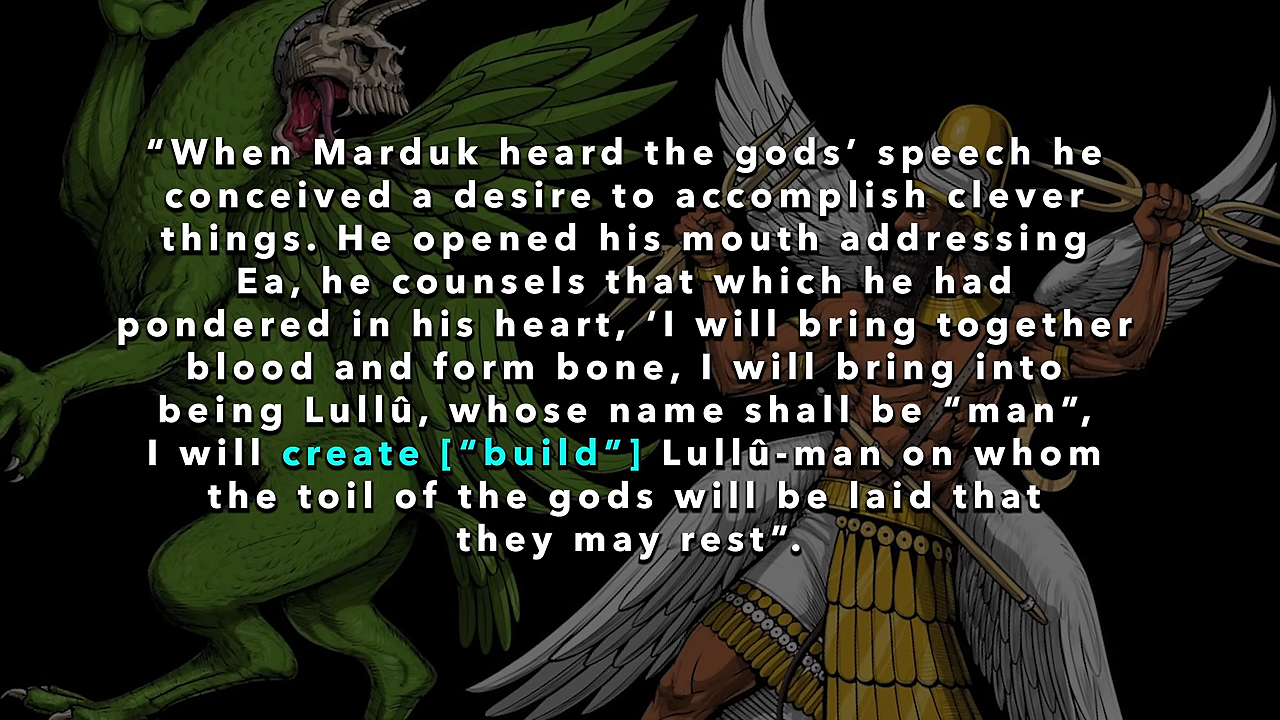 “When Marduk heard the gods’ speech he
conceived a desire to accomplish clever
things. He opened his mouth addressing
Ea, he counsels that which he had
pondered in his heart, ‘I will bring together
blood and form bone, I will bring into
being Lullû, whose name shall be “man”,
I will create [“build”] Lullû-man on whom
the toil of the gods will be laid that
they may rest”.